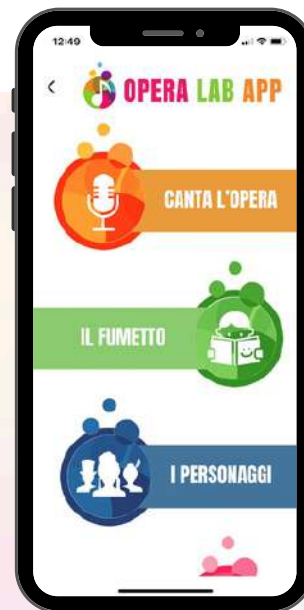 12:49
OPERA LAB APP
CANTA L'OPERA
IL FUMETTO
I PERSONAGGI